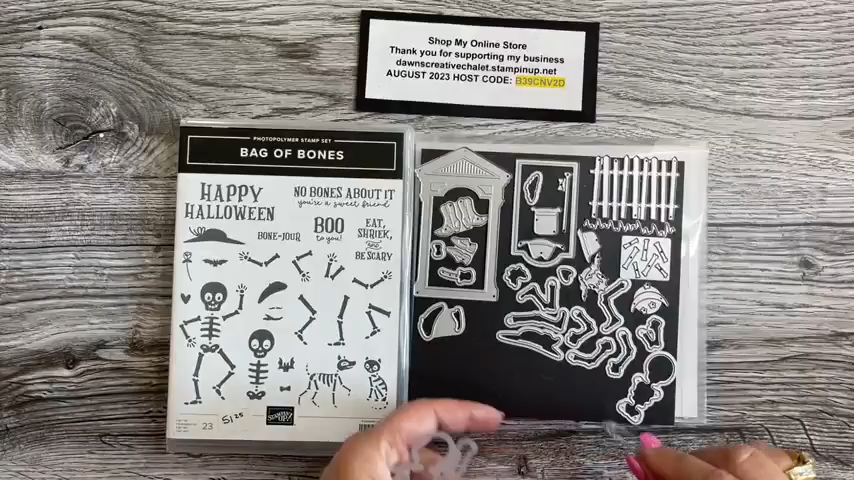 Shop My Online Store
Thank you for supporting my business
dawnscreativechalet.stampinup.net
AUGUST 2023 HOST CODE: B39CNV2D
PHOTOPOLYMER STAMP SET
BAG OF BONES
HAPPY
HALLOWEEN
NO BONES ABOUT IT
you're a sweet friend
BONE-JOUR
BOO
to you!
EAT,
SHRIEK,
and
BE SCARY
23
STAMPIN' UP!